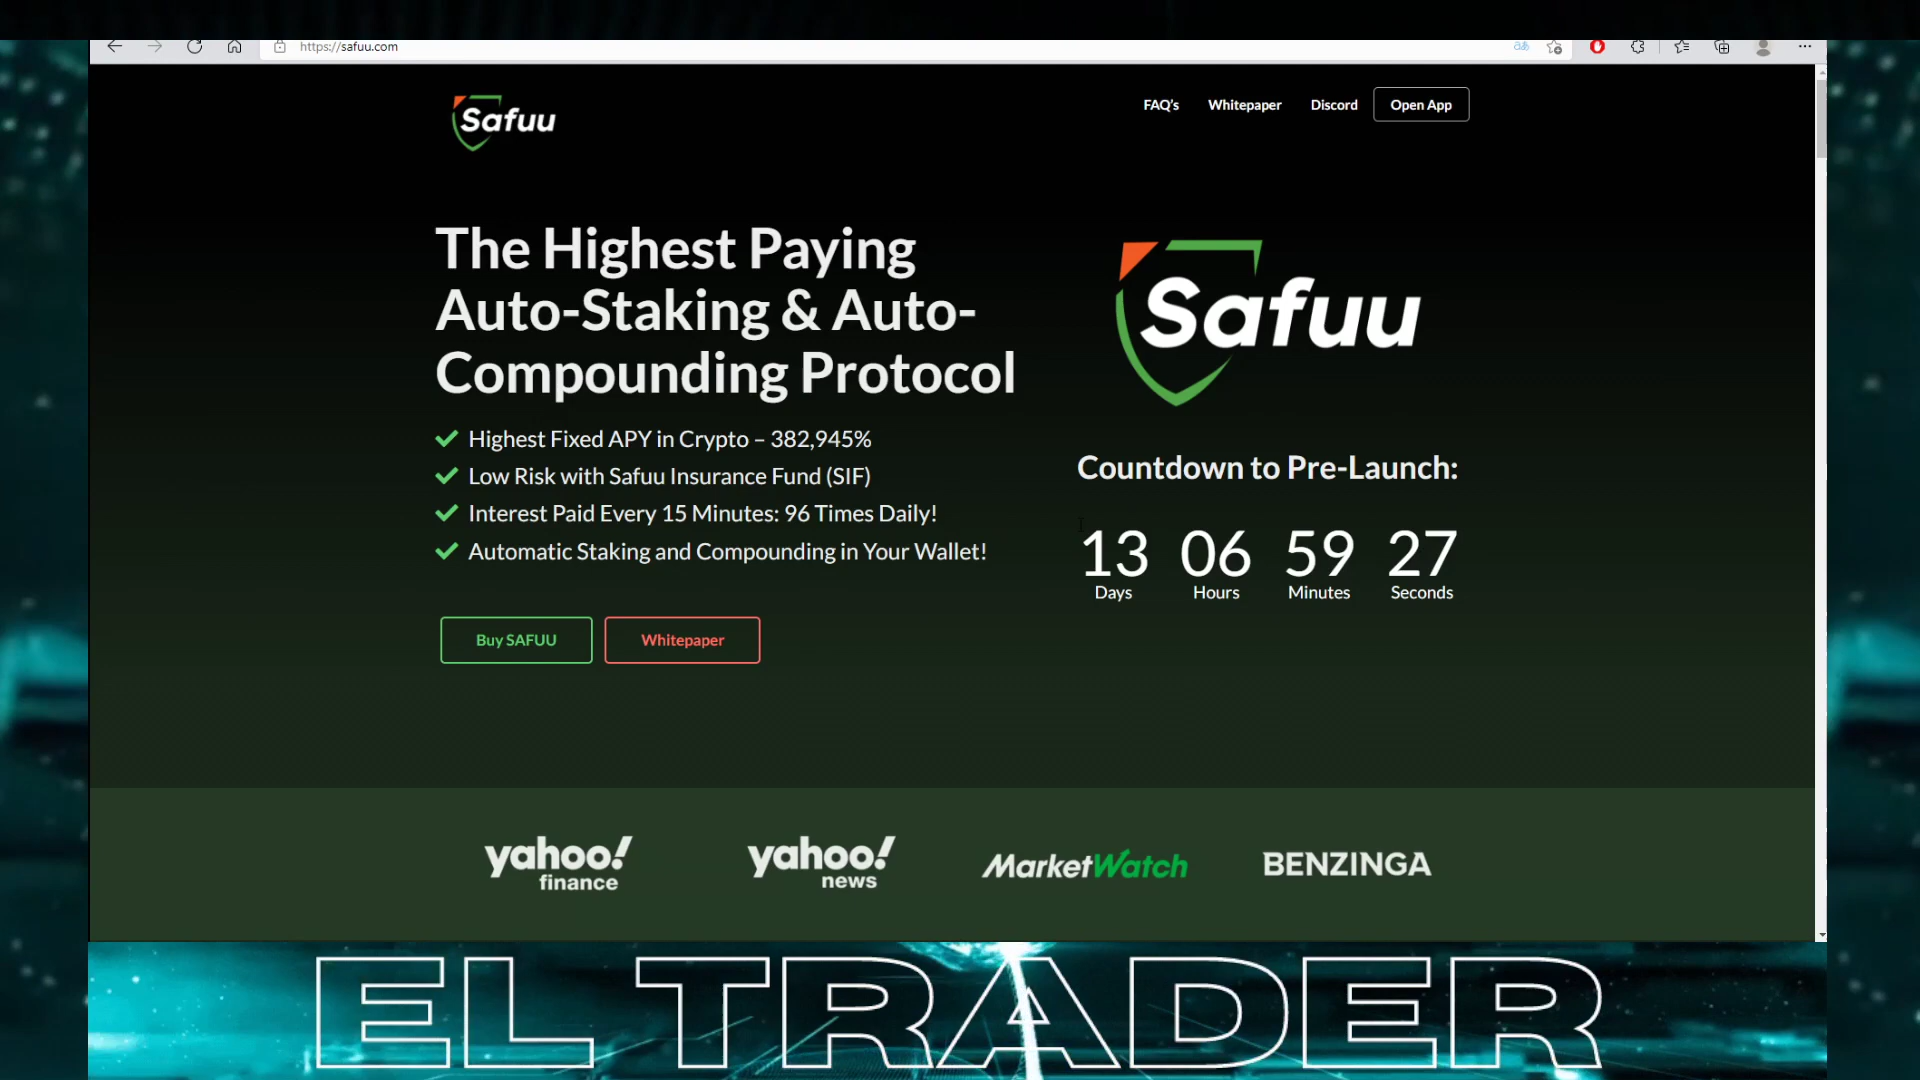 https://safuu.com
Safuu
FAQ's Whitepaper Discord Open App
The Highest Paying
Auto-Staking & Auto-
Compounding Protocol
Highest Fixed APY in Crypto – 382,945%
Low Risk with Safuu Insurance Fund (SIF)
Interest Paid Every 15 Minutes: 96 Times Daily!
Automatic Staking and Compounding in Your Wallet!
Buy SAFUU Whitepaper
Safuu
Countdown to Pre-Launch:
13 06 59 27
Days Hours Minutes Seconds
yahoo!
finance
yahoo!
news
MarketWatch
BENZINGA
EL TRADER